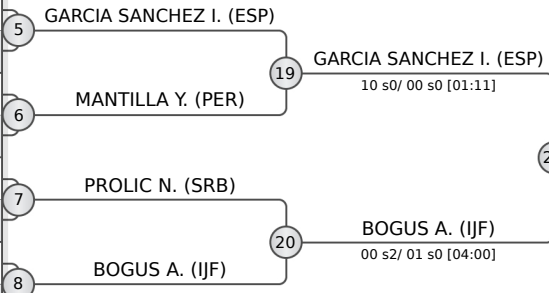 5
GARCIA SANCHEZ I. (ESP)
19
GARCIA SANCHEZ I. (ESP)
10 s0/ 00 s0 [01:11]
6
MANTILLA Y. (PER)
7
PROLIC N. (SRB)
20
BOGUS A. (IJF)
00 s2/ 01 s0 [04:00]
8
BOGUS A. (IJF)